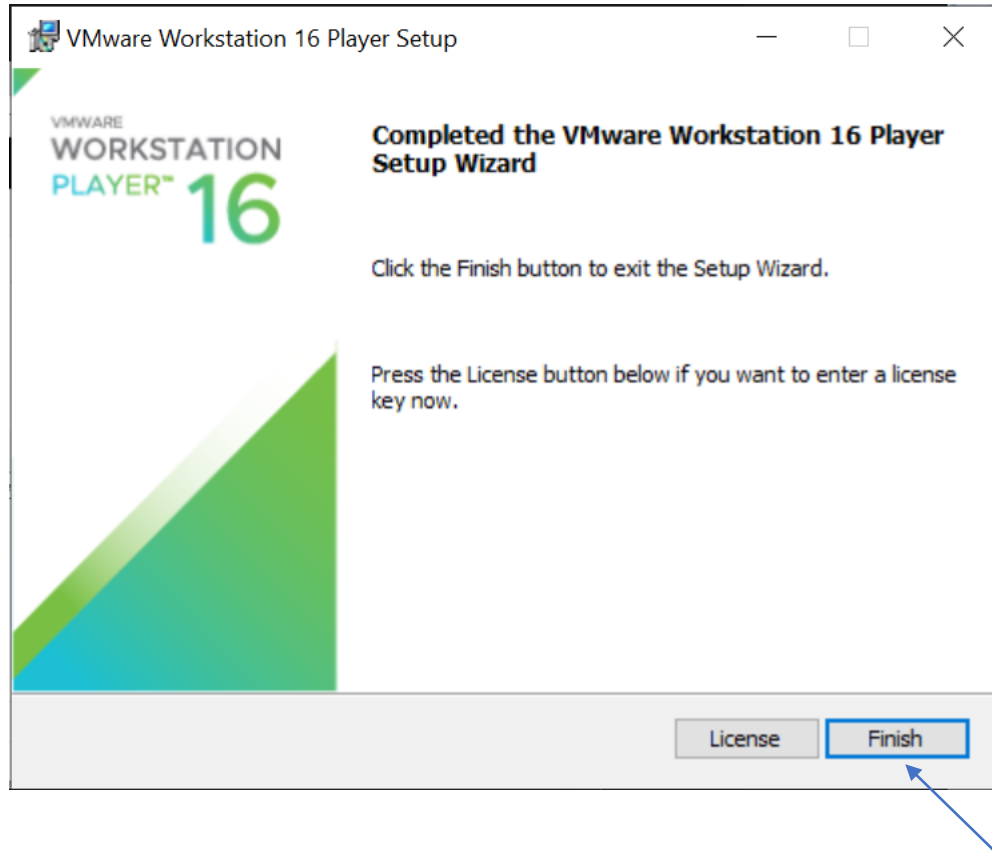 VMware Workstation 16 Player Setup
VMWARE
WORKSTATION
PLAYER™ 16
Completed the VMware Workstation 16 Player
Setup Wizard
Click the Finish button to exit the Setup Wizard.
Press the License button below if you want to enter a license
key now.
License
Finish